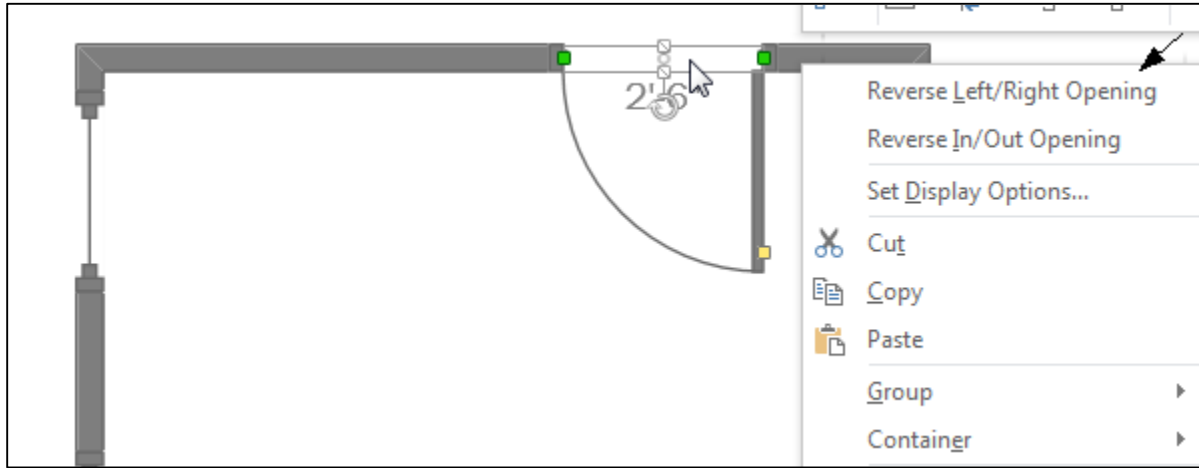 2'-6"
Reverse Left/Right Opening
Reverse In/Out Opening
Set Display Options...
Cut
Copy
Paste
Group
Container